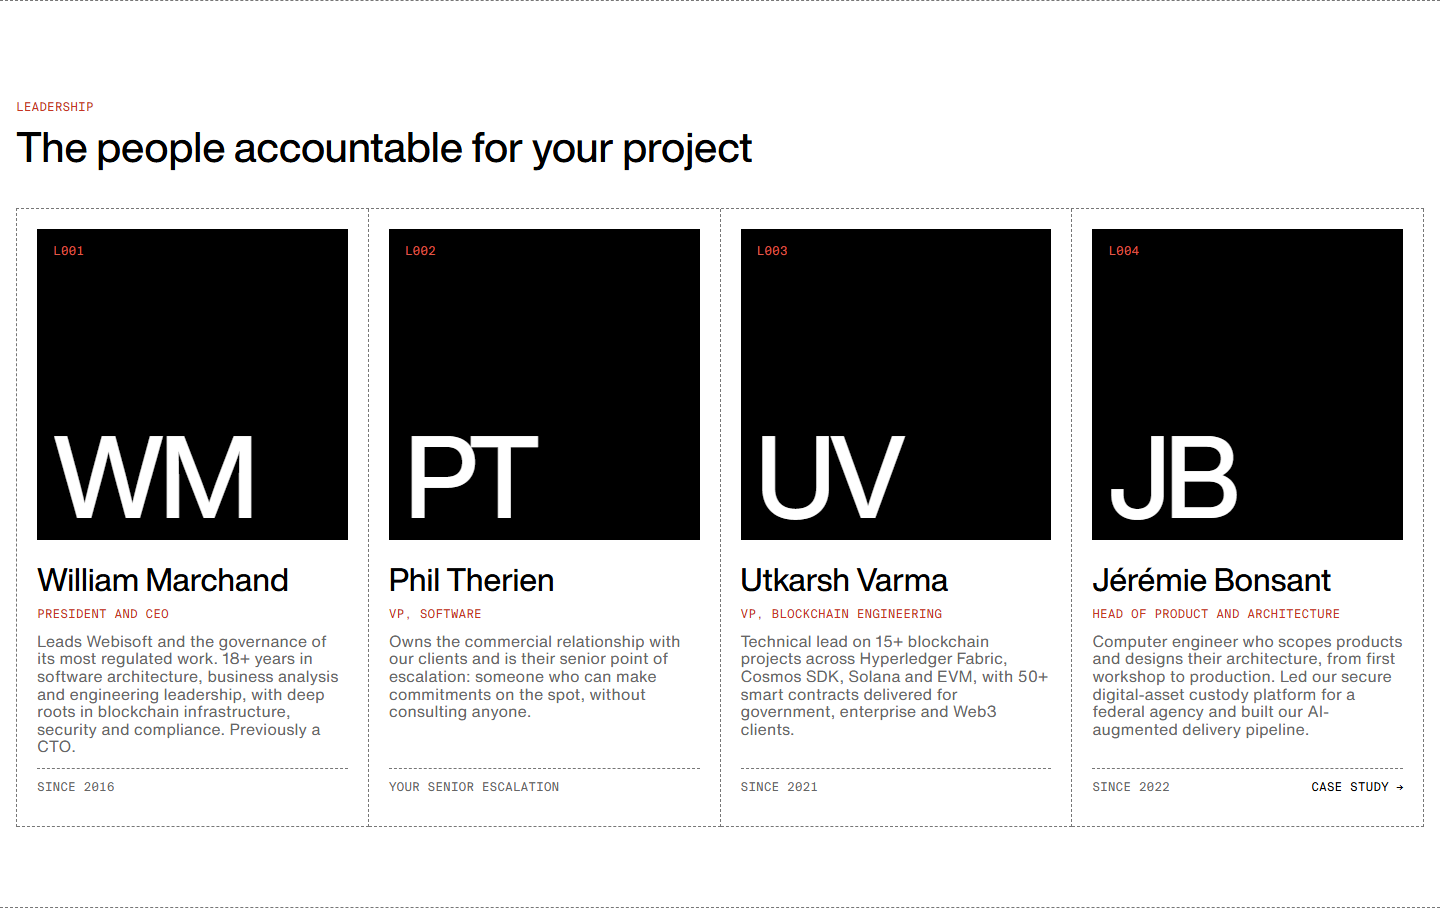 LEADERSHIP
The people accountable for your project
L001
WM
William Marchand
PRESIDENT AND CEO
Leads Webisoft and the governance of
its most regulated work. 18+ years in
software architecture, business analysis
and engineering leadership, with deep
roots in blockchain infrastructure,
security and compliance. Previously a
CTO.
SINCE 2016
L002
PT
Phil Therien
VP, SOFTWARE
Owns the commercial relationship with
our clients and is their senior point of
escalation: someone who can make
commitments on the spot, without
consulting anyone.
YOUR SENIOR ESCALATION
L003
UV
Utkarsh Varma
VP, BLOCKCHAIN ENGINEERING
Technical lead on 15+ blockchain
projects across Hyperledger Fabric,
Cosmos SDK, Solana and EVM, with 50+
smart contracts delivered for
government, enterprise and Web3
clients.
SINCE 2021
L004
JB
Jérémie Bonsant
HEAD OF PRODUCT AND ARCHITECTURE
Computer engineer who scopes products
and designs their architecture, from first
workshop to production. Led our secure
digital-asset custody platform for a
federal agency and built our AI-
augmented delivery pipeline.
SINCE 2022
CASE STUDY →